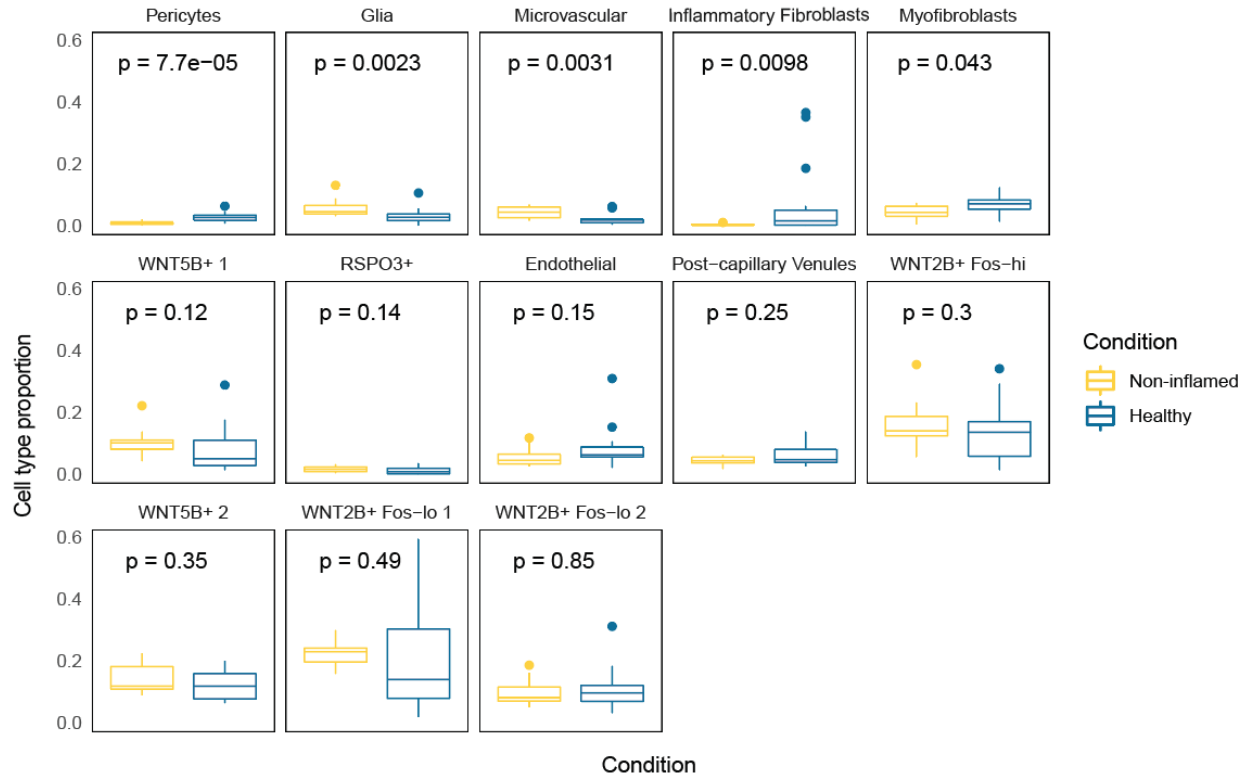 Pericytes
Glia
Microvascular
Inflammatory Fibroblasts
Myofibroblasts
0.6
0.4
0.2
0.0
p = 7.7e−05
p = 0.0023
p = 0.0031
p = 0.0098
p = 0.043
WNT5B+ 1
RSPO3+
Endothelial
Post−capillary Venules
WNT2B+ Fos−hi
0.6
0.4
0.2
0.0
p = 0.12
p = 0.14
p = 0.15
p = 0.25
p = 0.3
WNT5B+ 2
WNT2B+ Fos−lo 1
WNT2B+ Fos−lo 2
0.6
0.4
0.2
0.0
p = 0.35
p = 0.49
p = 0.85
Cell type proportion
Condition
Condition
Non−inflamed
Healthy